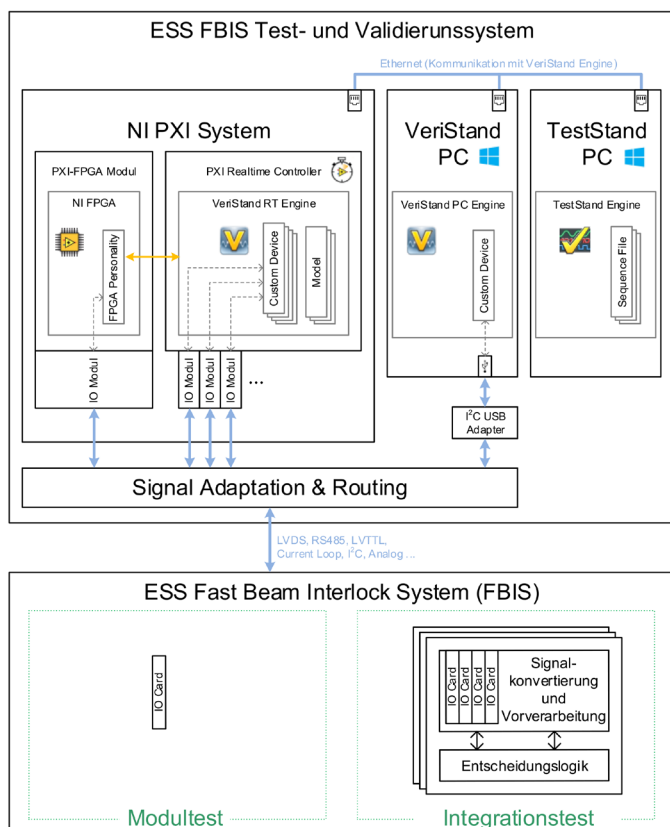 ESS FBIS Test- und Validierunssystem
Ethernet (Kommunikation mit VeriStand Engine)
NI PXI System
VeriStand
PC
TestStand
PC
PXI-FPGA Modul
PXI Realtime Controller
NI FPGA
VeriStand RT Engine
VeriStand PC Engine
TestStand Engine
FPGA Personality
Custom Device
Model
Custom Device
Sequence File
IO Modul
IO Modul
IO Modul
IO Modul
...
I²C USB
Adapter
Signal Adaptation & Routing
LVDS, RS485, LVTTL,
Current Loop, I²C, Analog ...
ESS Fast Beam Interlock System (FBIS)
IO Card
IO Card
IO Card
IO Card
IO Card
Signal-
konvertierung
und
Vorverarbeitung
Entscheidungslogik
Modultest
Integrationstest